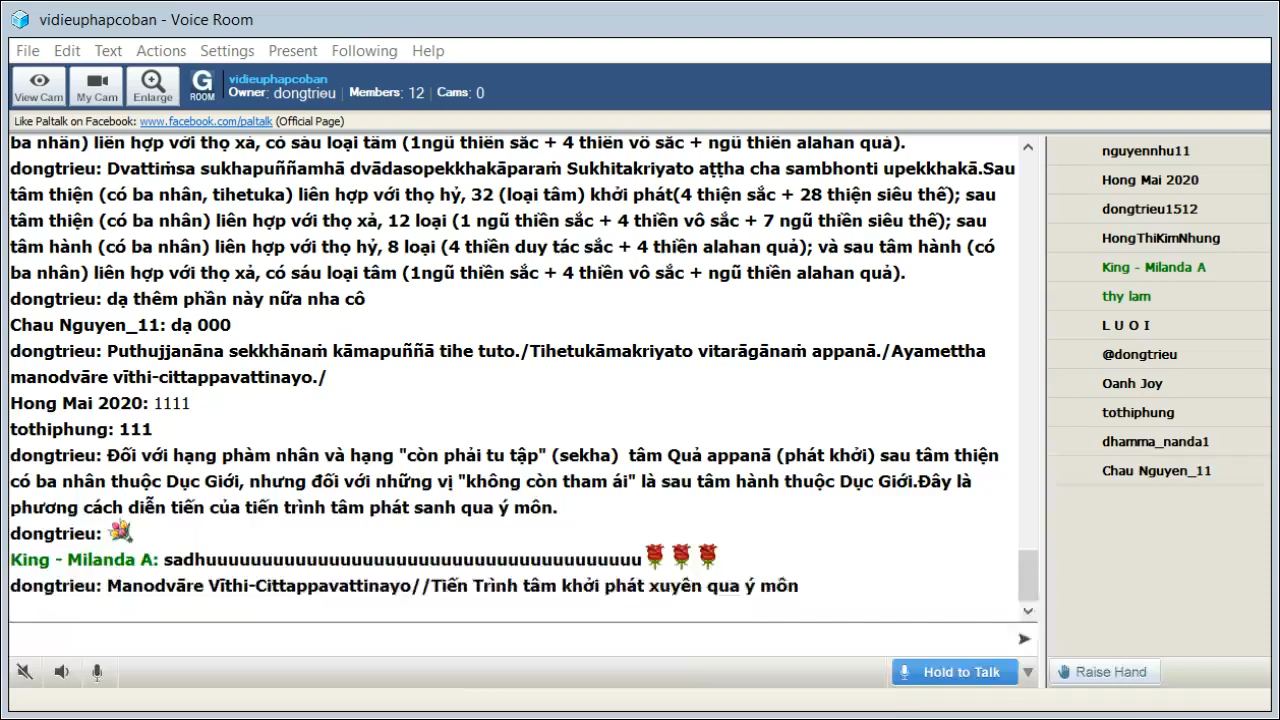 vidieuphapcoban - Voice Room
File Edit Text Actions Settings Present Following Help
View Cam My Cam Enlarge G ROOM
vidieuphapcoban
Owner: dongtrieu Members: 12 Cams: 0
Like Paltalk on Facebook: www.facebook.com/paltalk (Official Page)
ba nhân) liên hợp với thọ xả, có sáu loại tâm (1ngũ thiền sắc + 4 thiền vô sắc + ngũ thiền alahan quả).
dongtrieu: Dvattiṁsa sukhapuññamhā dvādasopekkhakāparaṁ Sukhitakriyato aṭṭha cha sambhonti upekkhakā.Sau
tâm thiện (có ba nhân, tihetuka) liên hợp với thọ hỷ, 32 (loại tâm) khởi phát(4 thiện sắc + 28 thiện siêu thế); sau
tâm thiện (có ba nhân) liên hợp với thọ xả, 12 loại (1 ngũ thiền sắc + 4 thiền vô sắc + 7 ngũ thiền siêu thế); sau
tâm hành (có ba nhân) liên hợp với thọ hỷ, 8 loại (4 thiền duy tác sắc + 4 thiền alahan quả); và sau tâm hành (có
ba nhân) liên hợp với thọ xả, có sáu loại tâm (1ngũ thiền sắc + 4 thiền vô sắc + ngũ thiền alahan quả).
dongtrieu: dạ thêm phần này nữa nha cô
Chau Nguyen_11: dạ 000
dongtrieu: Puthujjanāna sekkhānaṁ kāmapuññā tihe tuto./Tihetukāmakriyato vitarāgānaṁ appanā./Ayamettha
manodvāre vīthi-cittappavattinayo./
Hong Mai 2020: 1111
tothiphung: 111
dongtrieu: Đối với hạng phàm nhân và hạng "còn phải tu tập" (sekha) tâm Quả appanā (phát khởi) sau tâm thiện
có ba nhân thuộc Dục Giới, nhưng đối với những vị "không còn tham ái" là sau tâm hành thuộc Dục Giới.Đây là
phương cách diễn tiến của tiến trình tâm phát sanh qua ý môn.
dongtrieu:
King - Milanda A: sadhuuuuuuuuuuuuuuuuuuuuuuuuuuuuuuuuuuuuuuu
dongtrieu: Manodvāre Vīthi-Cittappavattinayo//Tiến Trình tâm khởi phát xuyên qua ý môn
nguyennhu11
Hong Mai 2020
dongtrieu1512
HongThiKimNhung
King - Milanda A
thy lam
L U O I
@dongtrieu
Oanh Joy
tothiphung
dhamma_nanda1
Chau Nguyen_11
Hold to Talk
Raise Hand